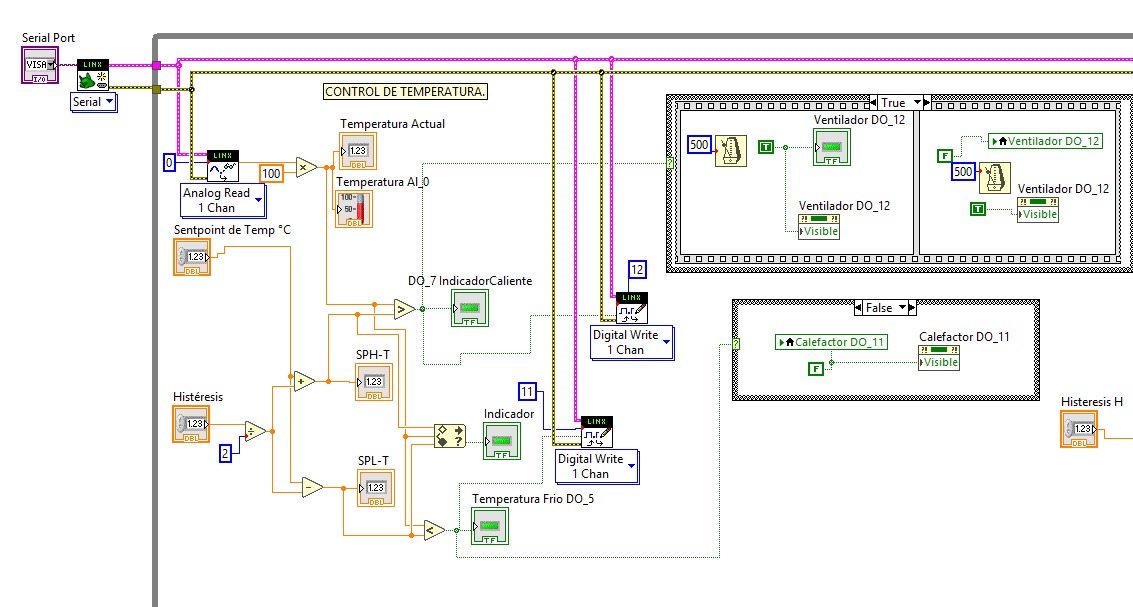 Serial Port
VISA
I/O
LINX
Serial
CONTROL DE TEMPERATURA.
Temperatura Actual
1.23
DBL
0
LINX
100
×
Analog Read
1 Chan
Temperatura AI_0
100-
50-
DBL
Sentpoint de Temp °C
1.23
DBL
True
500
T
Ventilador DO_12
TF
Ventilador DO_12
Visible
F
Ventilador DO_12
500
T
Ventilador DO_12
Visible
DO_7 IndicadorCaliente
>
TF
12
LINX
Digital Write
1 Chan
False
Calefactor DO_11
F
Calefactor DO_11
Visible
SPH-T
+
1.23
DBL
Histéresis
1.23
DBL
÷
2
11
LINX
Digital Write
1 Chan
Indicador
?
TF
Histeresis H
1.23
DBL
SPL-T
-
1.23
DBL
Temperatura Frio DO_5
<
TF